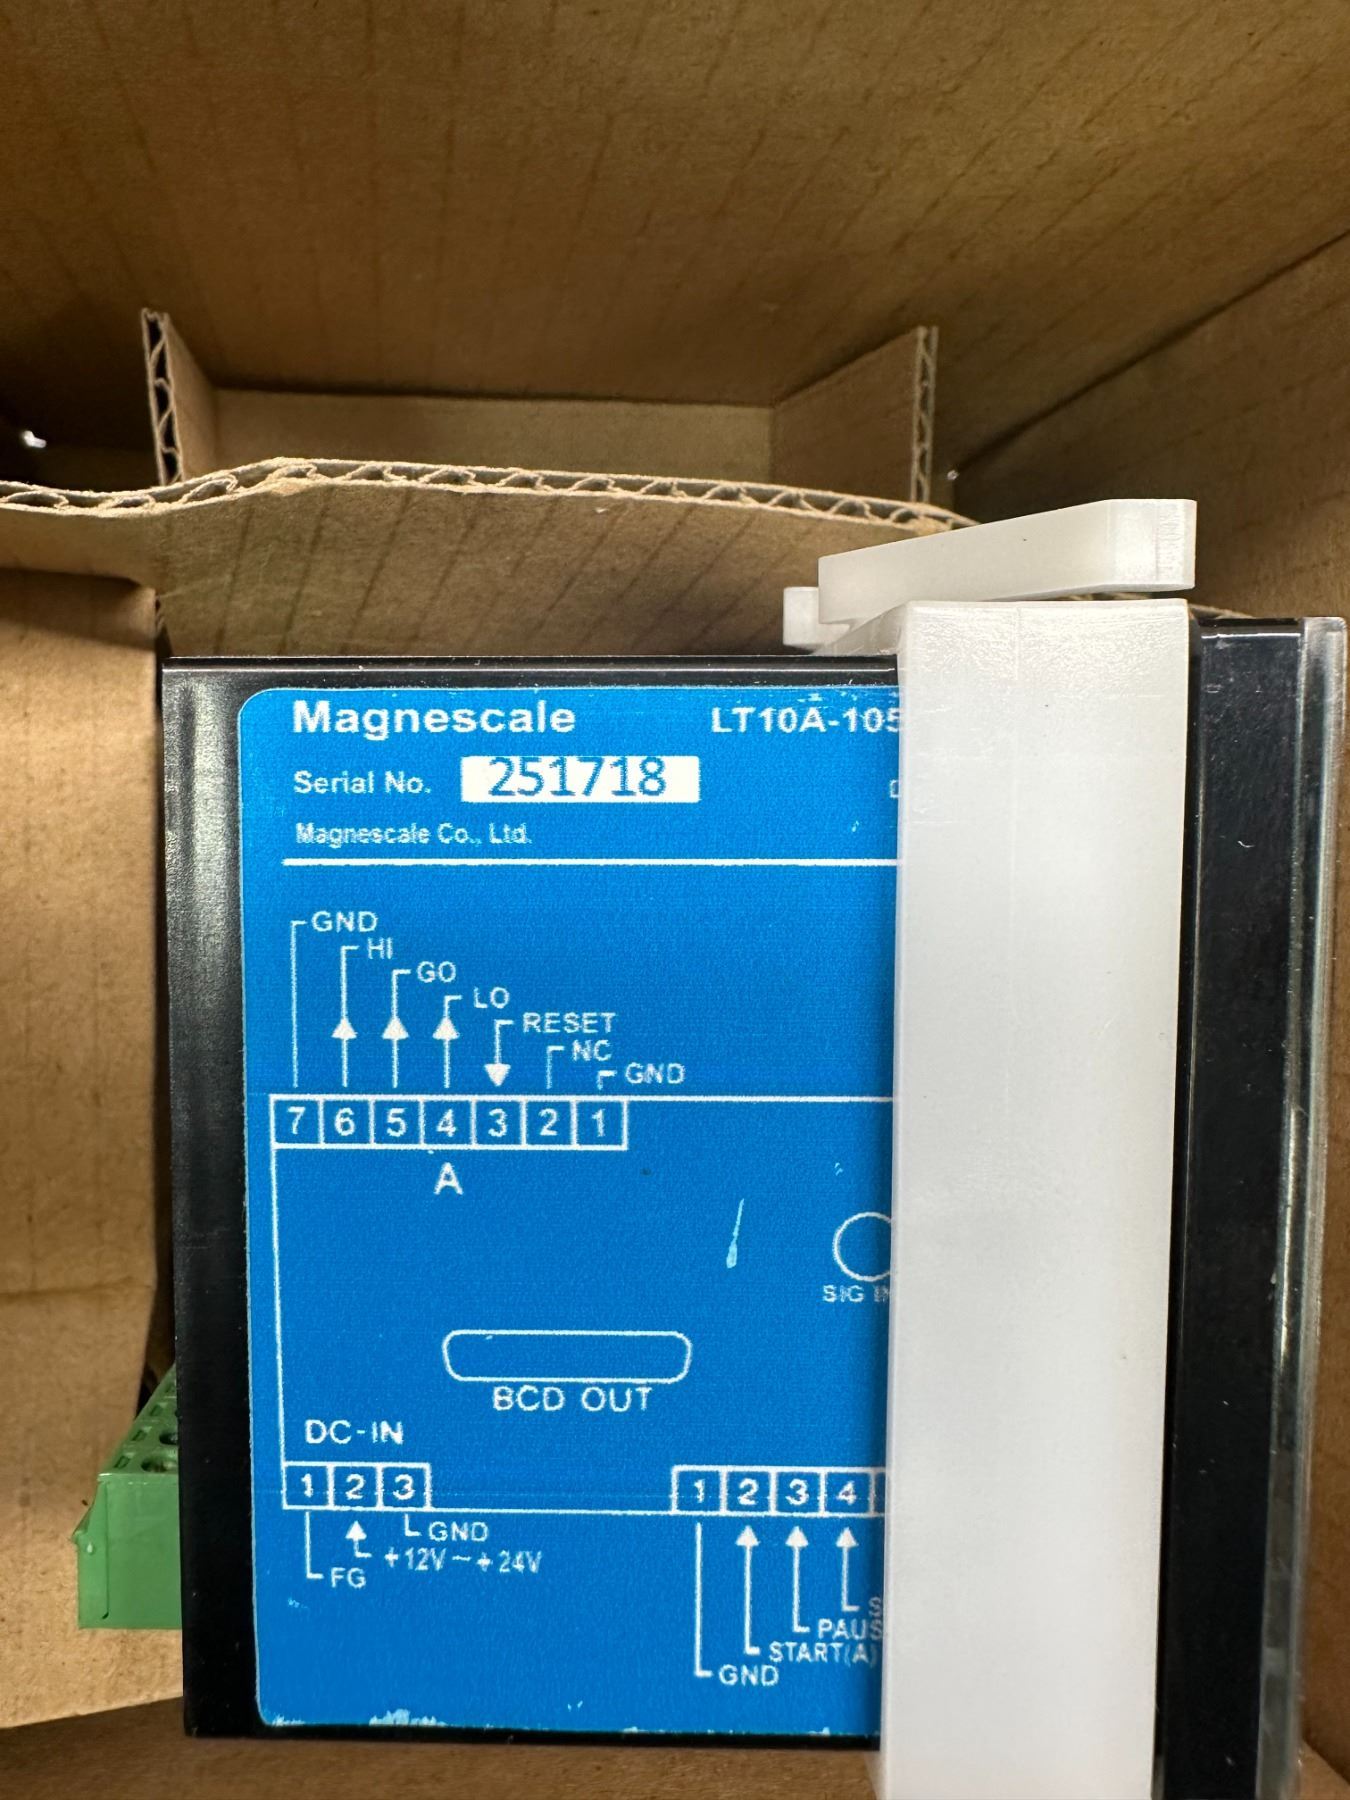 Magnescale LT10A-105
Serial No. 251718
Magnescale Co., Ltd.
GND
HI
GO
LO
RESET
NC
GND
7 6 5 4 3 2 1
A
SIG
BCD OUT
DC-IN
1 2 3
1 2 3 4
GND
+12V~+24V
FG
S
PAUS
START(A)
GND